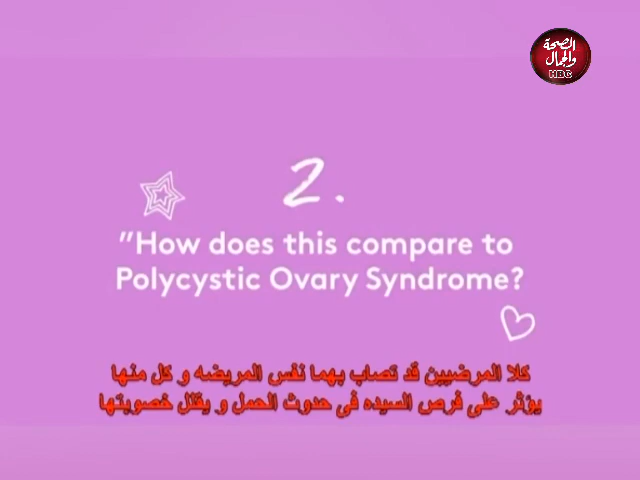 الصحة
والجمال
HBC
2.
"How does this compare to
Polycystic Ovary Syndrome?
كلا المرضيين قد تصاب بهما نفس المريضه و كل منها
يؤثر على فرص السيده فى حدوث الحمل و يقلل خصوبتها